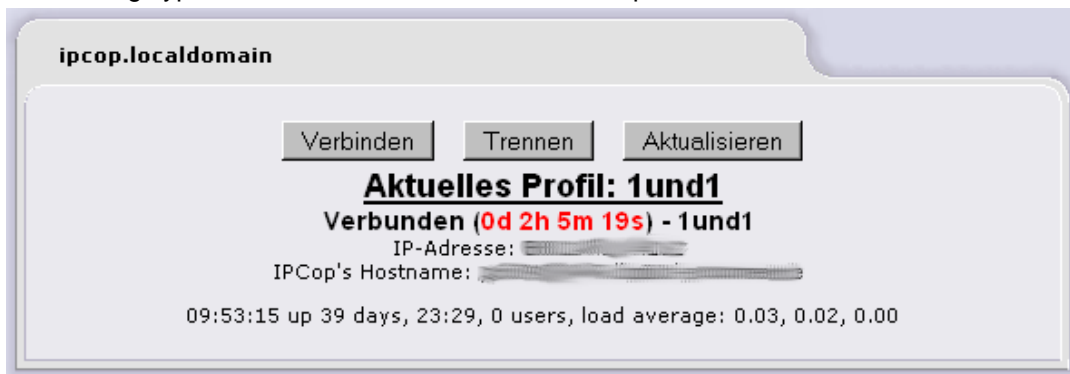 ipcop.localdomain
Verbinden Trennen Aktualisieren
Aktuelles Profil: 1und1
Verbunden (0d 2h 5m 19s) - 1und1
IP-Adresse:
IPCop's Hostname:
09:53:15 up 39 days, 23:29, 0 users, load average: 0.03, 0.02, 0.00